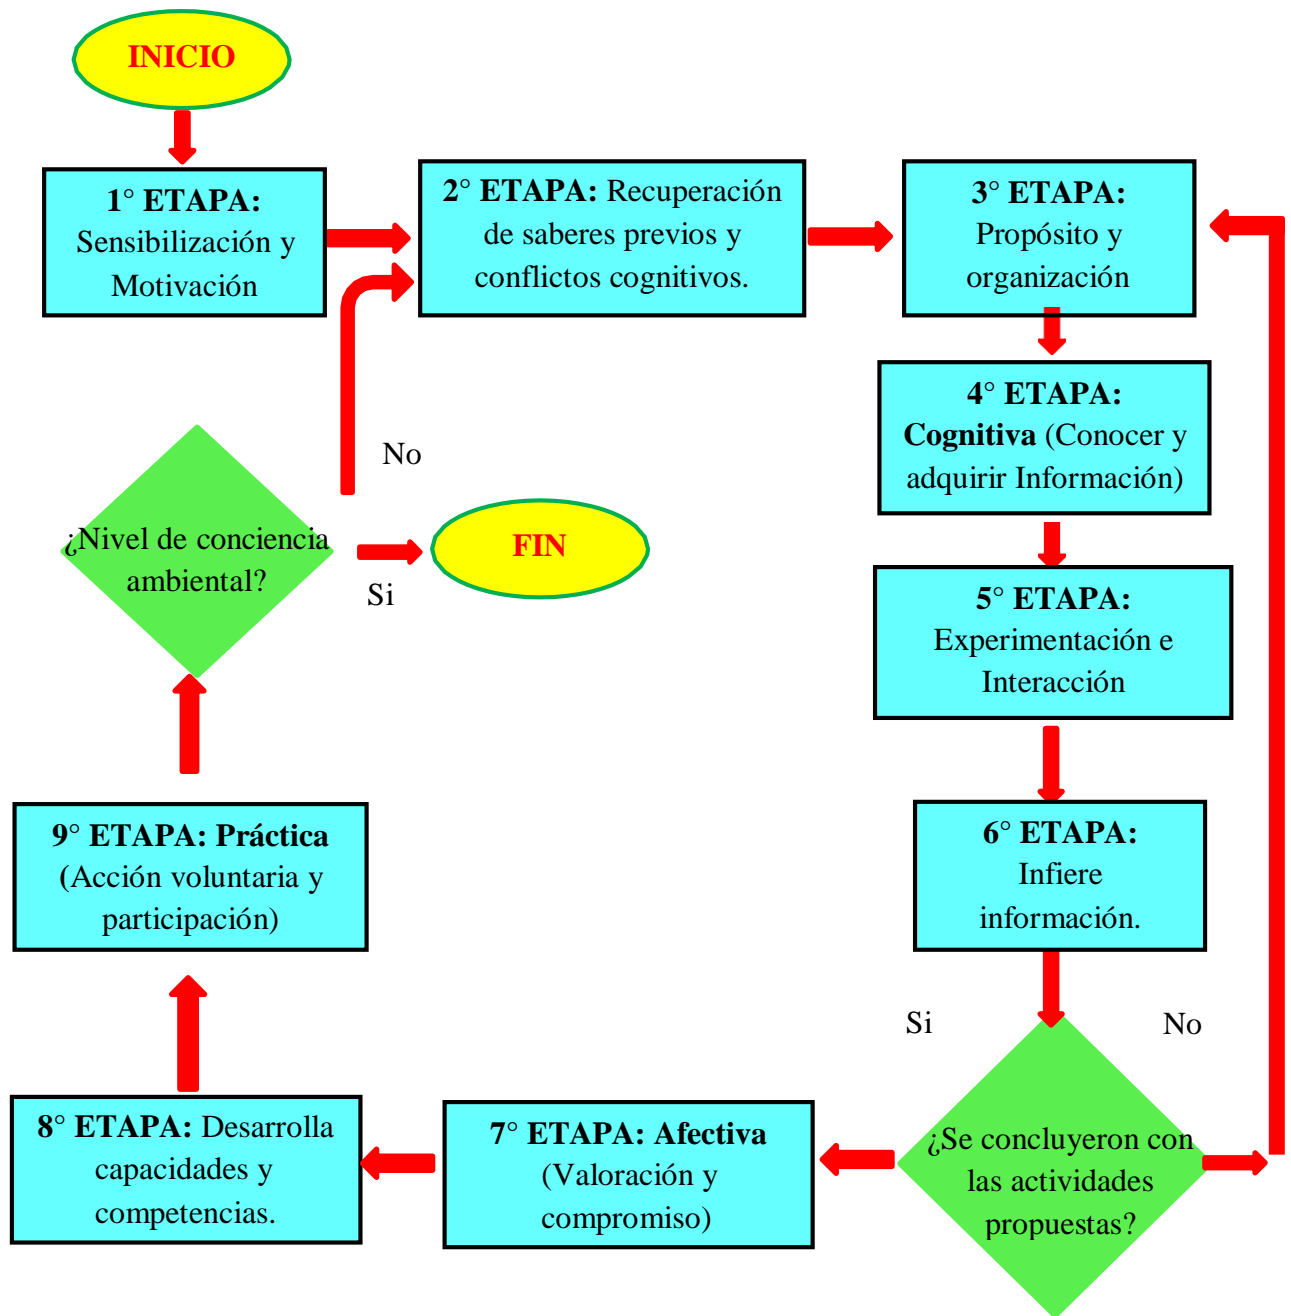 INICIO
1° ETAPA:
Sensibilización y
Motivación
2° ETAPA: Recuperación
de saberes previos y
conflictos cognitivos.
3° ETAPA:
Propósito y
organización
4° ETAPA:
Cognitiva (Conocer y
adquirir Información)
5° ETAPA:
Experimentación e
Interacción
6° ETAPA:
Infiere
información.
Si
No
¿Se concluyeron con
las actividades
propuestas?
7° ETAPA: Afectiva
(Valoración y
compromiso)
8° ETAPA: Desarrolla
capacidades y
competencias.
9° ETAPA: Práctica
(Acción voluntaria y
participación)
¿Nivel de conciencia
ambiental?
No
Si
FIN